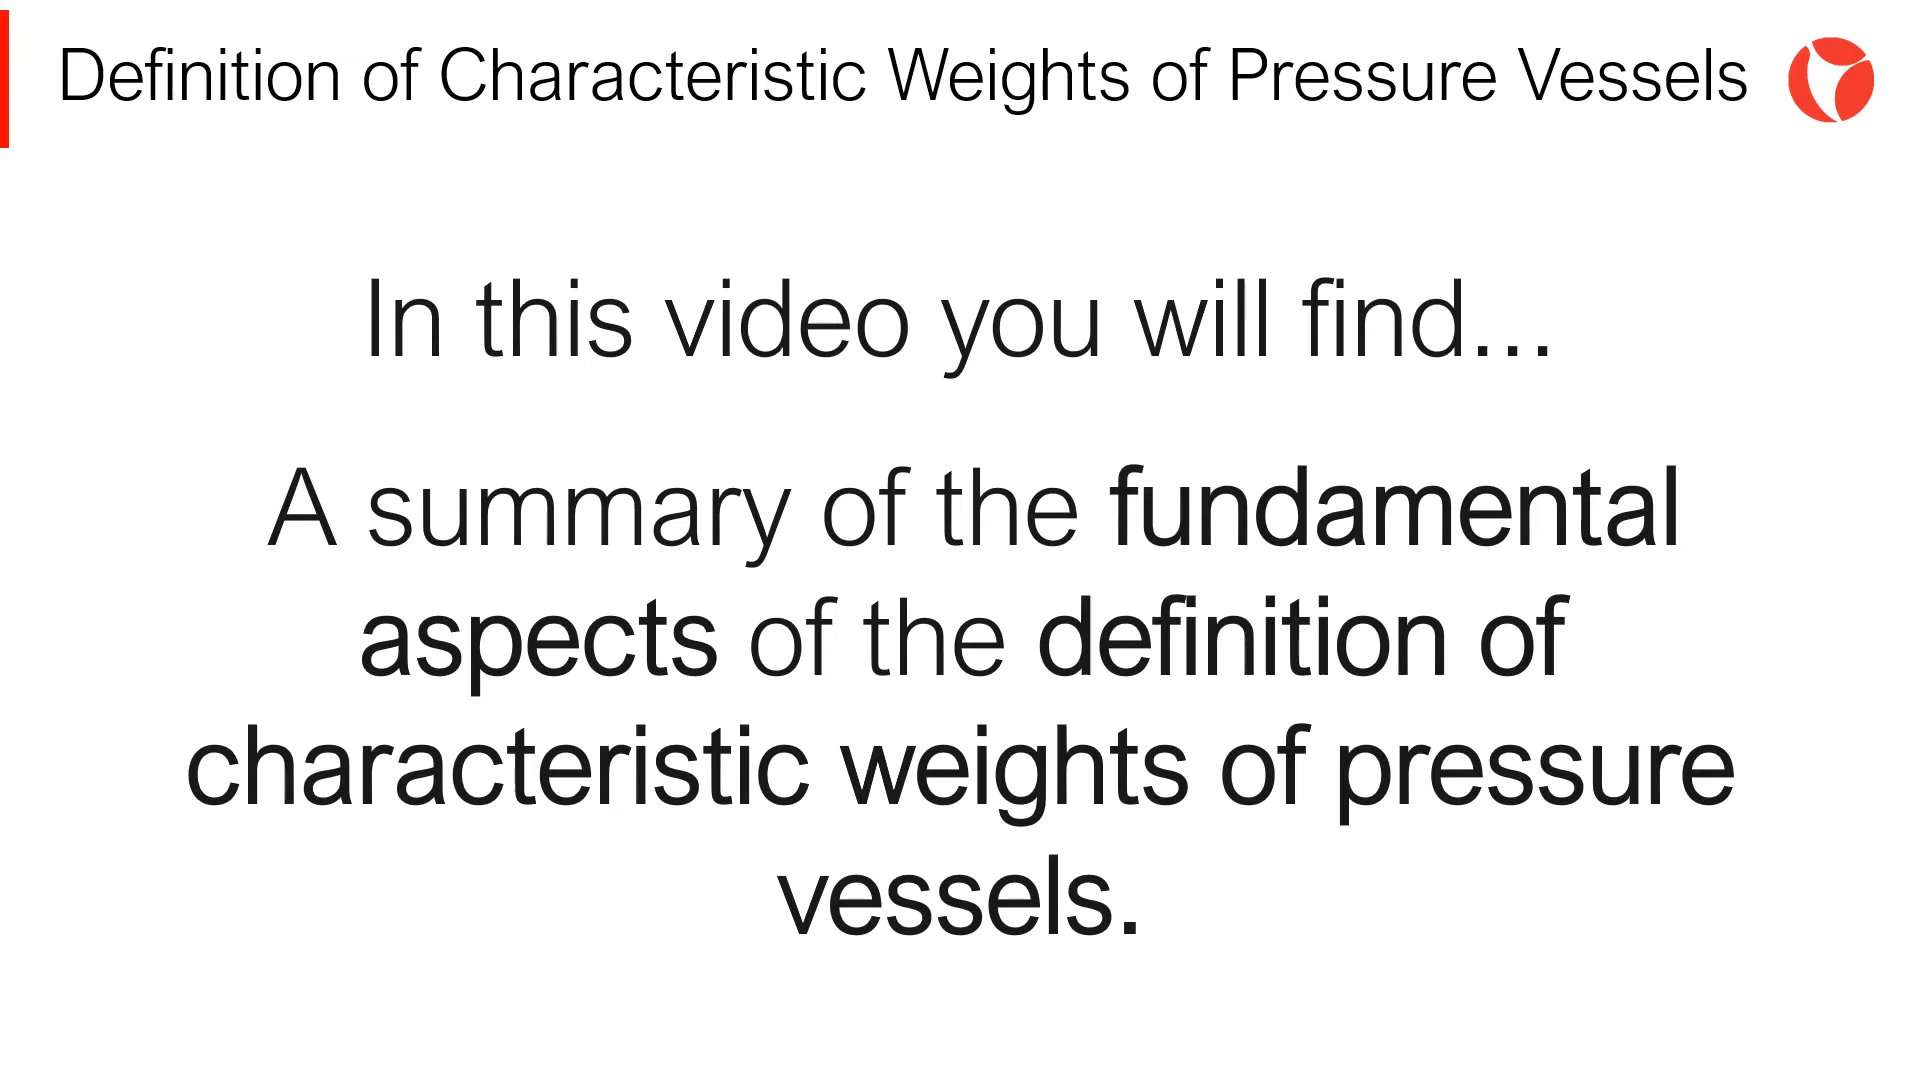 Definition of Characteristic Weights of Pressure Vessels
In this video you will find...
A summary of the fundamental
aspects of the definition of
characteristic weights of pressure
vessels.